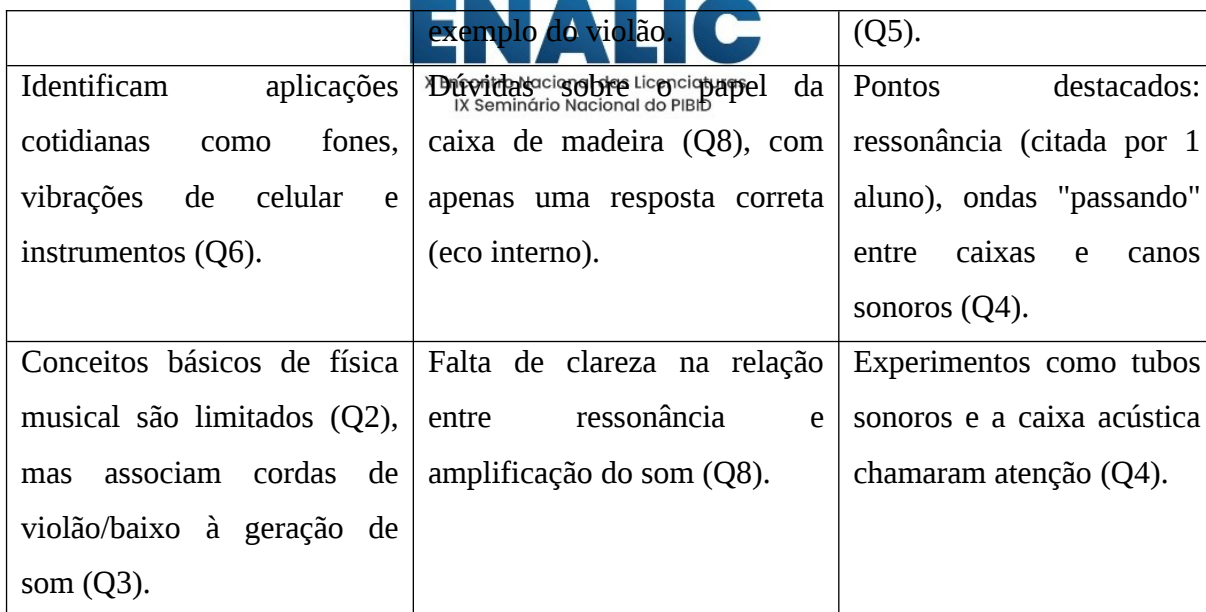 ENALIC
X Encontro Nacional das Licenciaturas
IX Seminário Nacional do PIBID
exemplo do violão.
(Q5).
Identificam aplicações
cotidianas como fones,
vibrações de celular e
instrumentos (Q6).
Dúvidas sobre o papel da
caixa de madeira (Q8), com
apenas uma resposta correta
(eco interno).
Pontos destacados:
ressonância (citada por 1
aluno), ondas "passando"
entre caixas e canos
sonoros (Q4).
Conceitos básicos de física
musical são limitados (Q2),
mas associam cordas de
violão/baixo à geração de
som (Q3).
Falta de clareza na relação
entre ressonância e
amplificação do som (Q8).
Experimentos como tubos
sonoros e a caixa acústica
chamaram atenção (Q4).